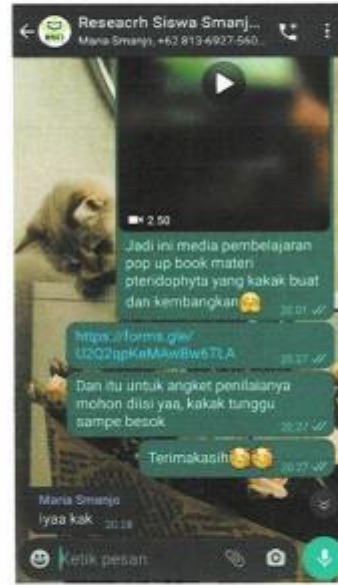 Reseacrh Siswa Smanj...
Maria Smanjo, +62 813-6927-560...
2.50
Jadi ini media pembelajaran
pop up book materi
pteridophyta yang kakak buat
dan kembangkan
20.01
https://forms.gle/
U2Q2qpKeMAwBw6TLA
20.27
Dan itu untuk angket penilaianya
mohon diisi yaa, kakak tunggu
sampe besok
20.27
Terimakasih
20.27
Maria Smanjo
iyaa kak
20.28
Ketik pesan